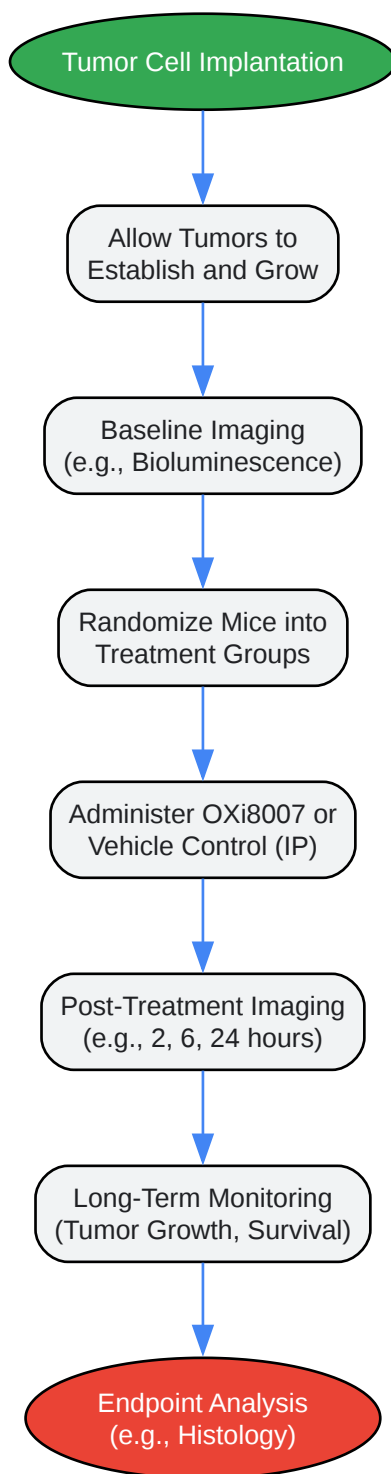 Tumor Cell Implantation
Allow Tumors to
Establish and Grow
Baseline Imaging
(e.g., Bioluminescence)
Randomize Mice into
Treatment Groups
Administer OXi8007 or
Vehicle Control (IP)
Post-Treatment Imaging
(e.g., 2, 6, 24 hours)
Long-Term Monitoring
(Tumor Growth, Survival)
Endpoint Analysis
(e.g., Histology)